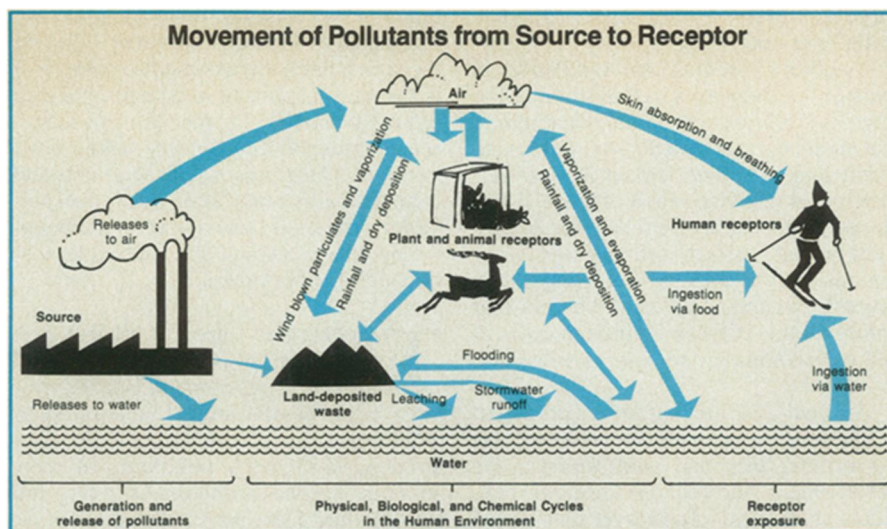 Movement of Pollutants from Source to Receptor
Air
Skin absorption and breathing
Wind blown particulates and vaporization
Rainfall and dry deposition
Vaporization and evaporation
Rainfall and dry deposition
Releases
to air
Plant and animal receptors
Human receptors
Source
Ingestion
via food
Flooding
Ingestion
via water
Releases to water
Land-deposited
waste
Leaching
Stormwater
runoff
Water
Generation and
release of pollutants
Physical, Biological, and Chemical Cycles
in the Human Environment
Receptor
exposure